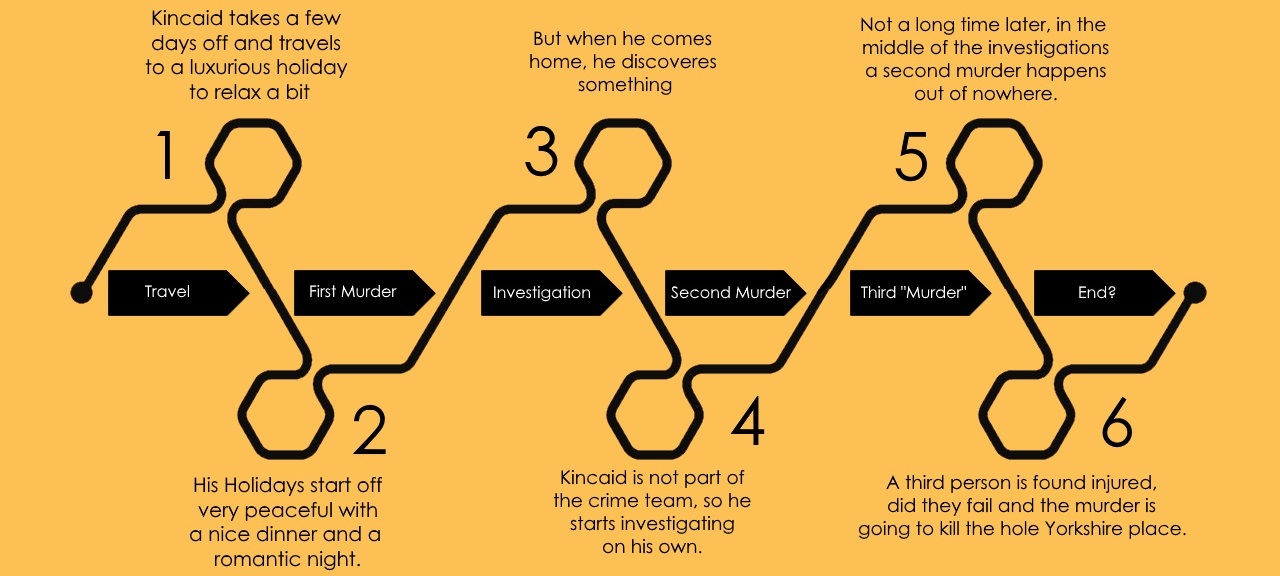 Kincaid takes a few
days off and travels
to a luxurious holiday
to relax a bit
1
But when he comes
home, he discoveres
something
3
Not a long time later, in the
middle of the investigations
a second murder happens
out of nowhere.
5
Travel
First Murder
Investigation
Second Murder
Third "Murder"
End?
2
His Holidays start off
very peaceful with
a nice dinner and a
romantic night.
4
Kincaid is not part of
the crime team, so he
starts investigating
on his own.
6
A third person is found injured,
did they fail and the murder is
going to kill the hole Yorkshire place.